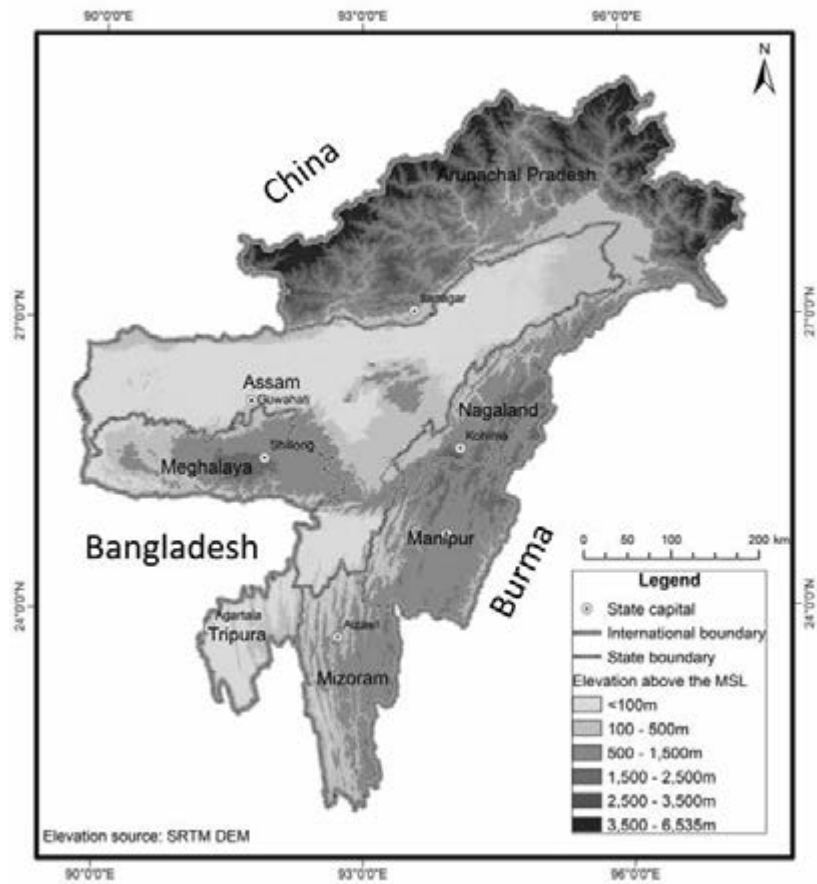 90°0'0"E 93°0'0"E 96°0'0"E
N
China
Arunachal Pradesh
27°0'0"N
27°0'0"N
Itanagar
Assam
Guwahati
Nagaland
Kohima
Shillong
Meghalaya
Bangladesh
Manipur
Burma
0 25 50 100 200 km
24°0'0"N
24°0'0"N
Agartala
Tripura
Aizawl
Mizoram
Legend
State capital
International boundary
State boundary
Elevation above the MSL
<100m
100 - 500m
500 - 1,500m
1,500 - 2,500m
2,500 - 3,500m
3,500 - 6,535m
Elevation source: SRTM DEM
90°0'0"E 93°0'0"E 96°0'0"E